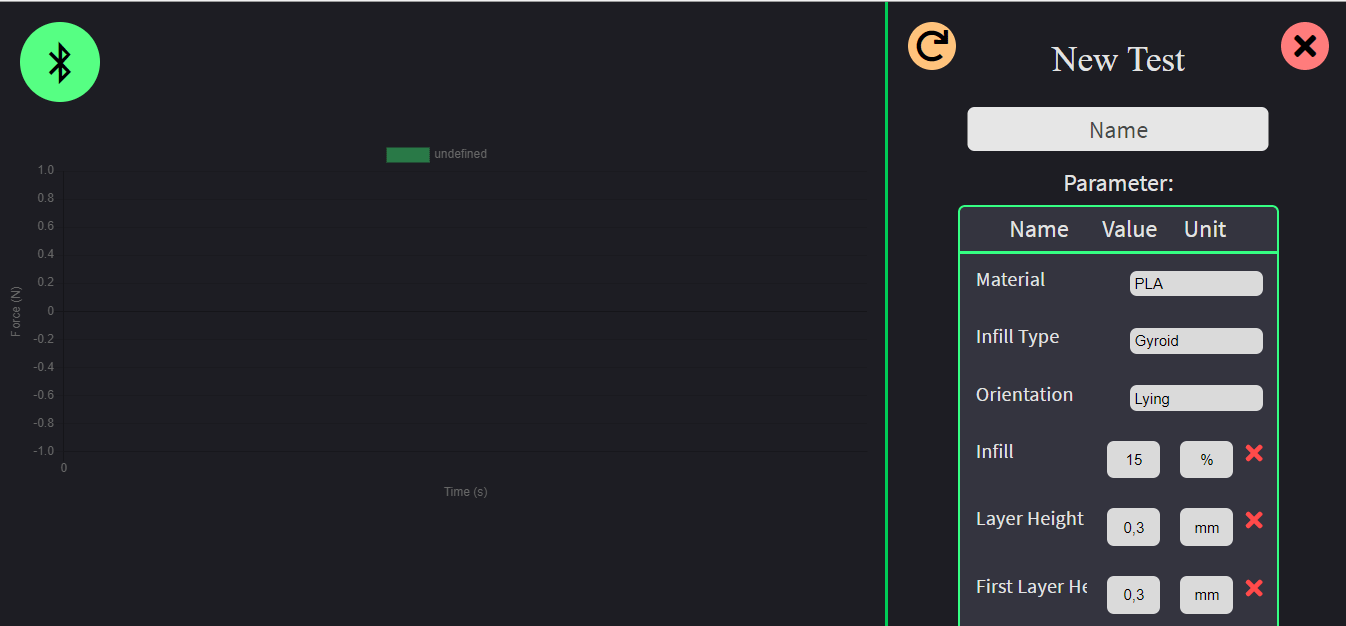 New Test
Name
Parameter:
Name Value Unit
Material PLA
Infill Type Gyroid
Orientation Lying
Infill 15 %
Layer Height 0,3 mm
First Layer He 0,3 mm
undefined
1.0
0.8
0.6
0.4
0.2
0
-0.2
-0.4
-0.6
-0.8
-1.0
0
Force (N)
Time (s)